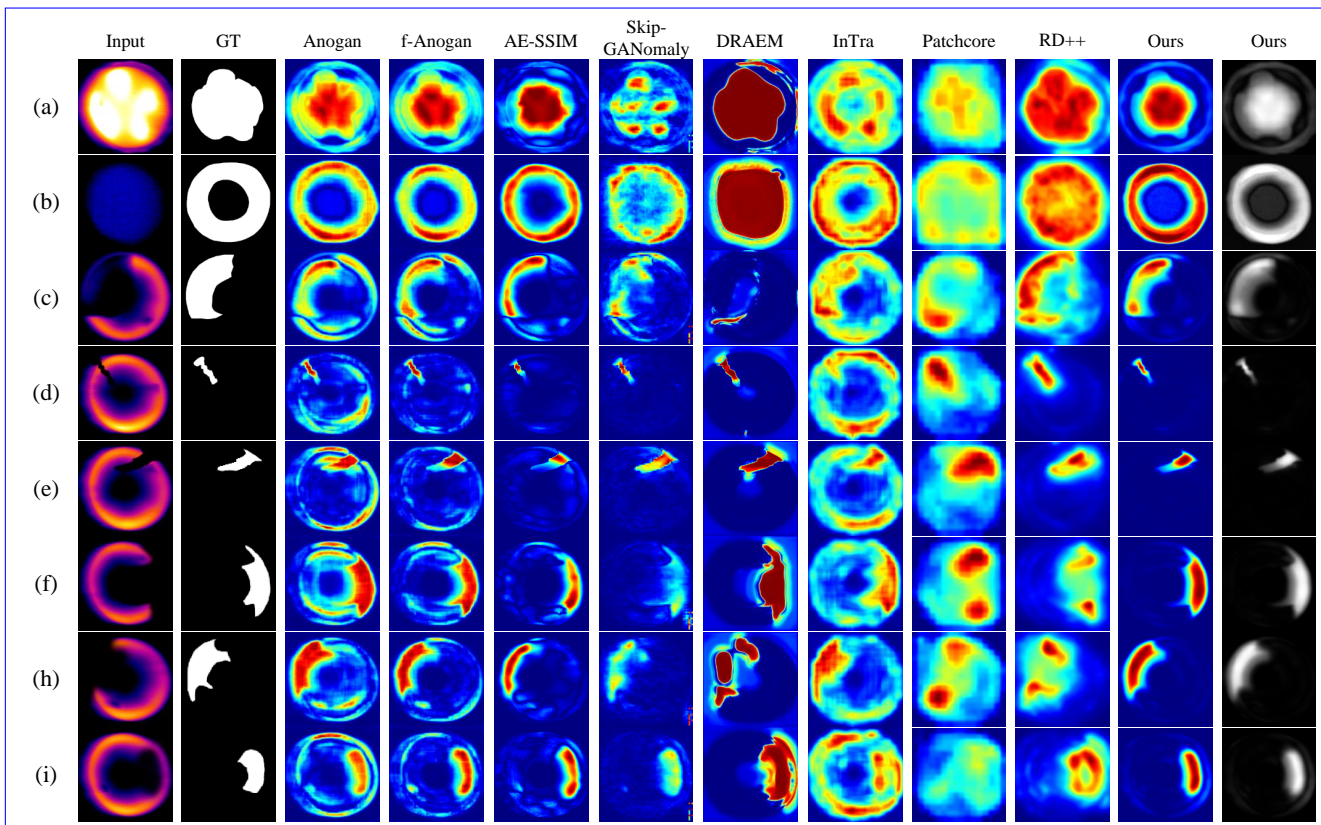 Input GT Anogan f-Anogan AE-SSIM Skip-GANomaly DRAEM InTra Patchcore RD++ Ours Ours
(a)
(b)
(c)
(d)
(e)
(f)
(h)
(i)